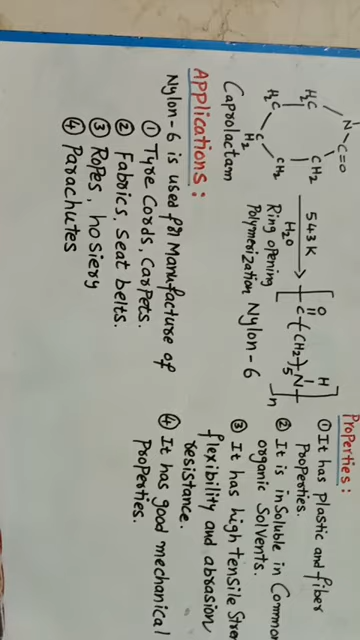 N-C=O
H2C
CH2
H2C
C
H2
CH2
Caprolactam
543K
H2O
Ring opening
Polymerization
[C-(CH2)5-N]n
O
H
Nylon-6
Applications:
Nylon-6 is used for Manufacture of
① Tyre Cords, Carpets.
② Fabrics. Seat belts.
③ Ropes, hosiery
④ Parachutes
Properties:
① It has plastic and fiber
Properties.
② It is insoluble in Common
organic Solvents.
③ It has high tensile
flexibility and abrasion
resistance.
④ It has good mechanical
properties.